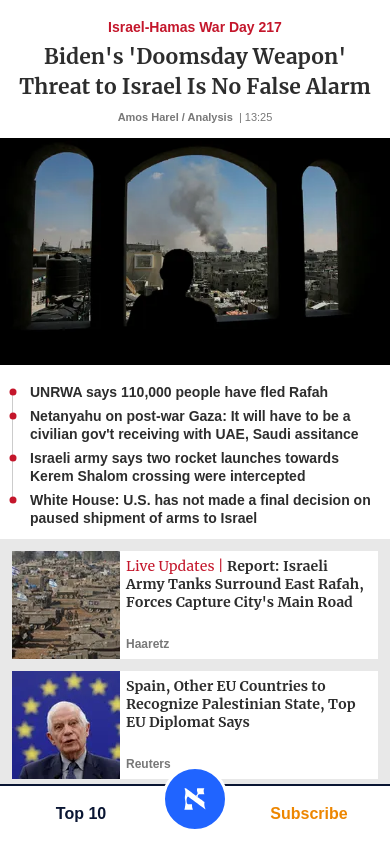 Israel-Hamas War Day 217
Biden's 'Doomsday Weapon'
Threat to Israel Is No False Alarm
Amos Harel / Analysis | 13:25
UNRWA says 110,000 people have fled Rafah
Netanyahu on post-war Gaza: It will have to be a
civilian gov't receiving with UAE, Saudi assitance
Israeli army says two rocket launches towards
Kerem Shalom crossing were intercepted
White House: U.S. has not made a final decision on
paused shipment of arms to Israel
Live Updates | Report: Israeli
Army Tanks Surround East Rafah,
Forces Capture City's Main Road
Haaretz
Spain, Other EU Countries to
Recognize Palestinian State, Top
EU Diplomat Says
Reuters
Top 10
א
Subscribe